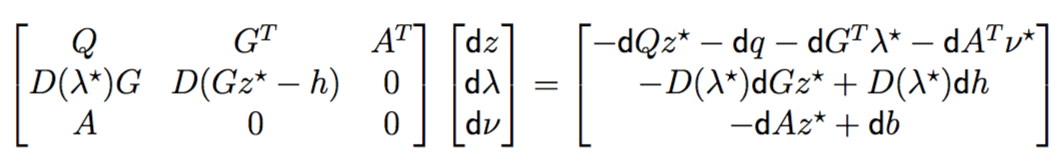 [ Q G^T A^T ] [ dz ] = [ −dQz⋆ − dq − dG^Tλ⋆ − dA^Tν⋆ ]
[ D(λ⋆)G D(Gz⋆ − h) 0 ] [ dλ ] [ −D(λ⋆)dGz⋆ + D(λ⋆)dh ]
[ A 0 0 ] [ dν ] [ −dAz⋆ + db ]